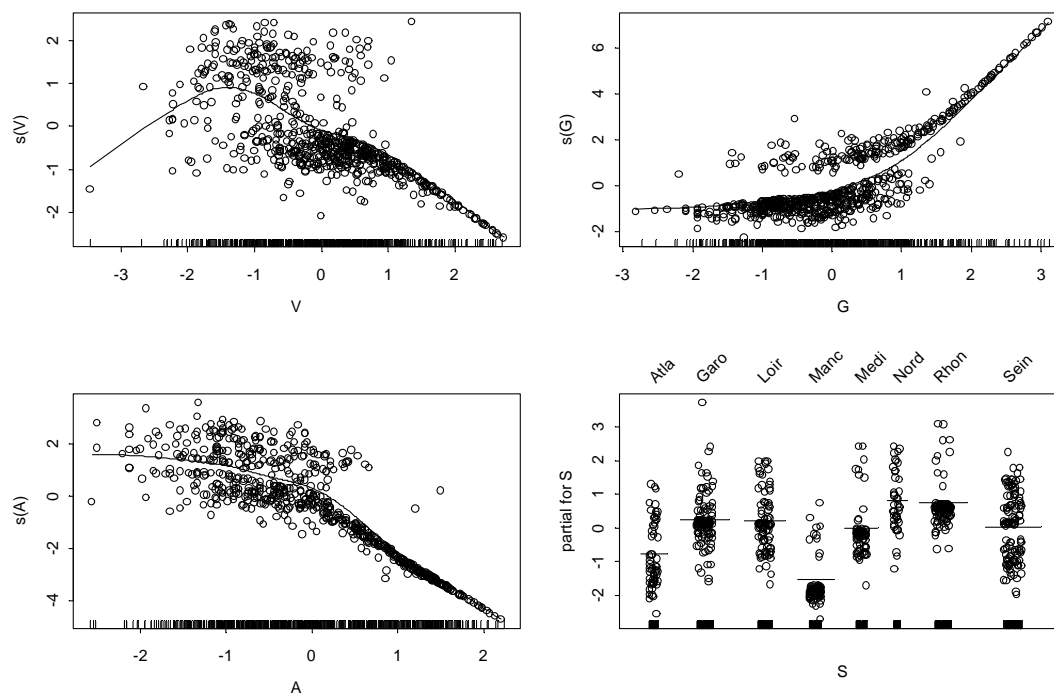 s(V)
2
1
0
-1
-2
-3 -2 -1 0 1 2
V
s(G)
6
4
2
0
-2
-3 -2 -1 0 1 2 3
G
s(A)
2
0
-2
-4
-2 -1 0 1 2
A
Atla Garo Loir Manc Medi Nord Rhon Sein
partial for S
3
2
1
0
-1
-2
S